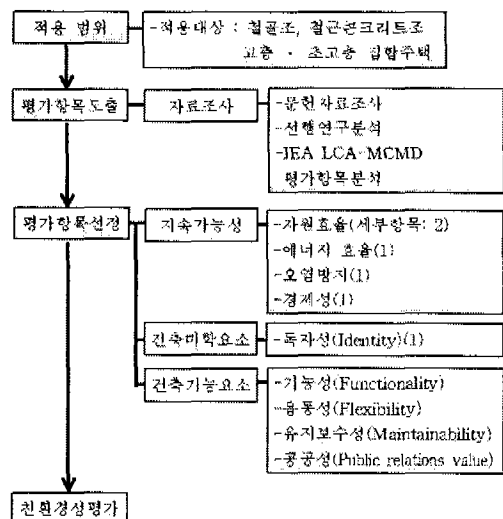 적용 범위
-적용대상 : 철골조, 철근콘크리트조
고층 · 초고층 집합주택
평가항목도출
자료조사
-문헌자료조사
-선행연구분석
-IEA LCA-MCMD
평가항목분석
평가항목선정
지속가능성
-자원효율(세부항목: 2)
-에너지 효율(1)
-오염방지(1)
-경제성(1)
건축미학요소
-독자성(Identity)(1)
건축기능요소
-기능성(Functionality)
-융통성(Flexibility)
-유지보수성(Maintainability)
-공공성(Public relations value)
친환경성평가